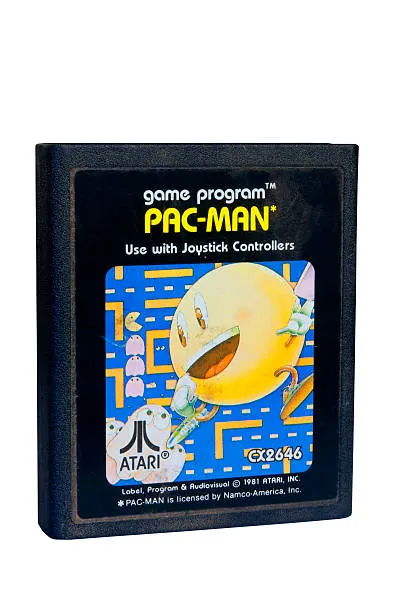 game program™
PAC-MAN*
Use with Joystick Controllers
ATARI®
CX2646
Label, Program & Audiovisual Ⓒ 1981 ATARI, INC.
* PAC-MAN is licensed by Namco-America, Inc.